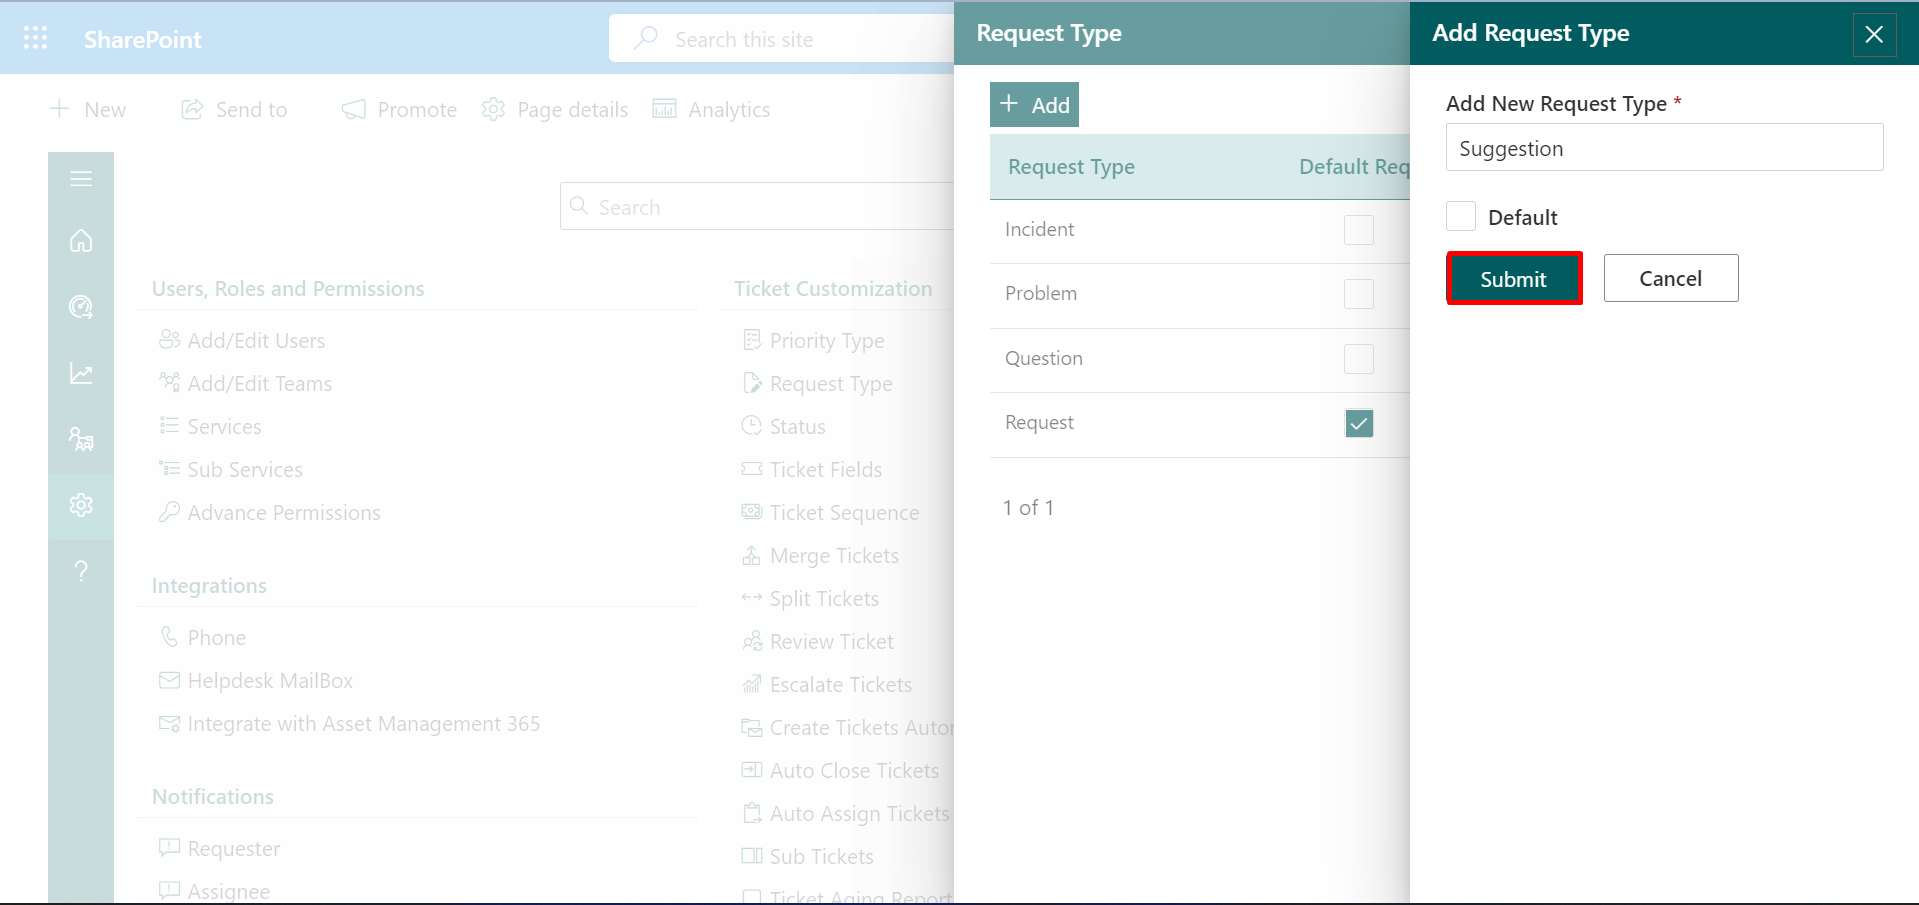 SharePoint
Search this site
New
Send to
Promote
Page details
Analytics
Search
Users, Roles and Permissions
Add/Edit Users
Add/Edit Teams
Services
Sub Services
Advance Permissions
Integrations
Phone
Helpdesk MailBox
Integrate with Asset Management 365
Notifications
Requester
Assignee
Ticket Customization
Priority Type
Request Type
Status
Ticket Fields
Ticket Sequence
Merge Tickets
Split Tickets
Review Ticket
Escalate Tickets
Create Tickets Autor
Auto Close Tickets
Auto Assign Tickets
Sub Tickets
Ticket Aging Report
Request Type
Add
Request Type Default Req
Incident
Problem
Question
Request
1 of 1
Add Request Type
Add New Request Type *
Suggestion
Default
Submit Cancel